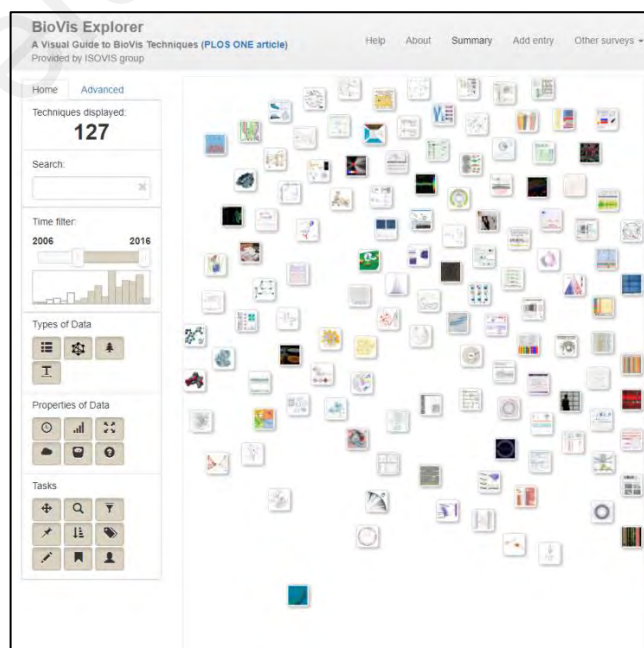 BioVis Explorer
A Visual Guide to BioVis Techniques (PLOS ONE article)
Provided by ISOVIS group
Help About Summary Add entry Other surveys
Home Advanced
Techniques displayed:
127
Search:
Time filter:
2006 2016
Types of Data
Properties of Data
Tasks